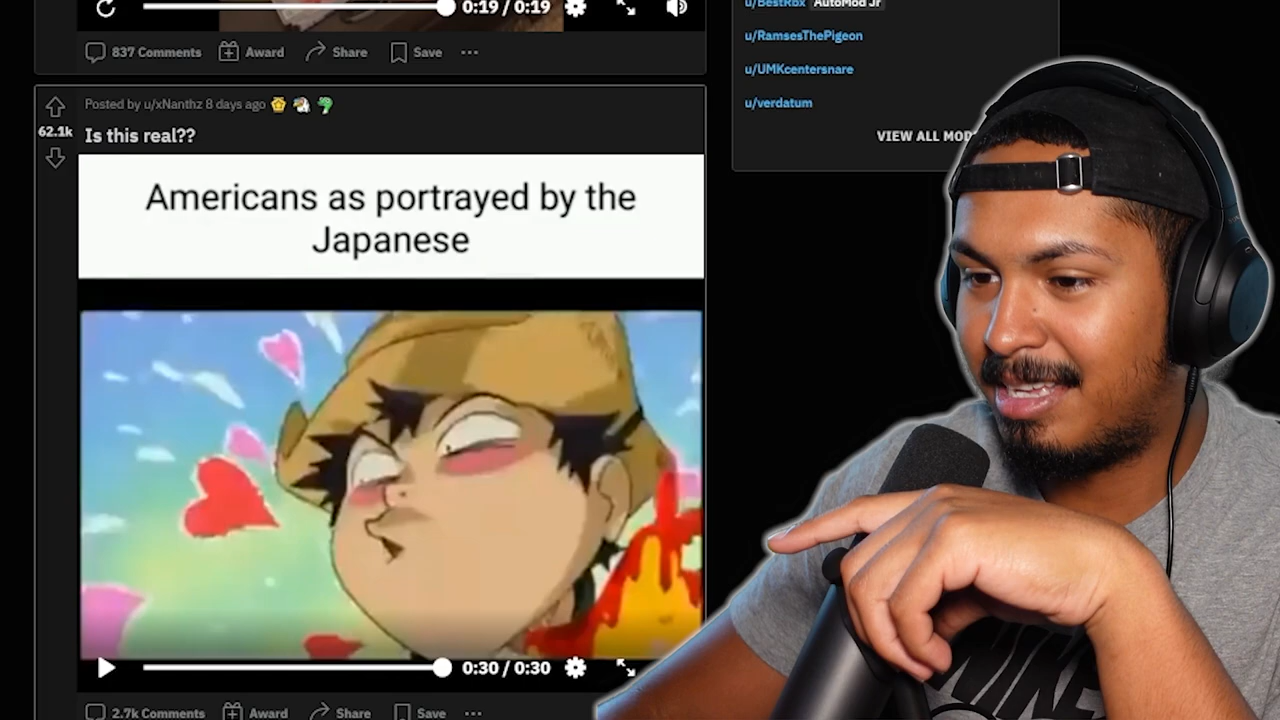 0:19 / 0:19
837 Comments Award Share Save
u/BestRbx AutoMod Jr
u/RamsesThePigeon
u/UMKcentersnare
u/verdatum
VIEW ALL MOD
Posted by u/xNanthz 8 days ago
62.1k
Is this real??
Americans as portrayed by the
Japanese
0:30 / 0:30
2.7k Comments Award Share Save
NIKE